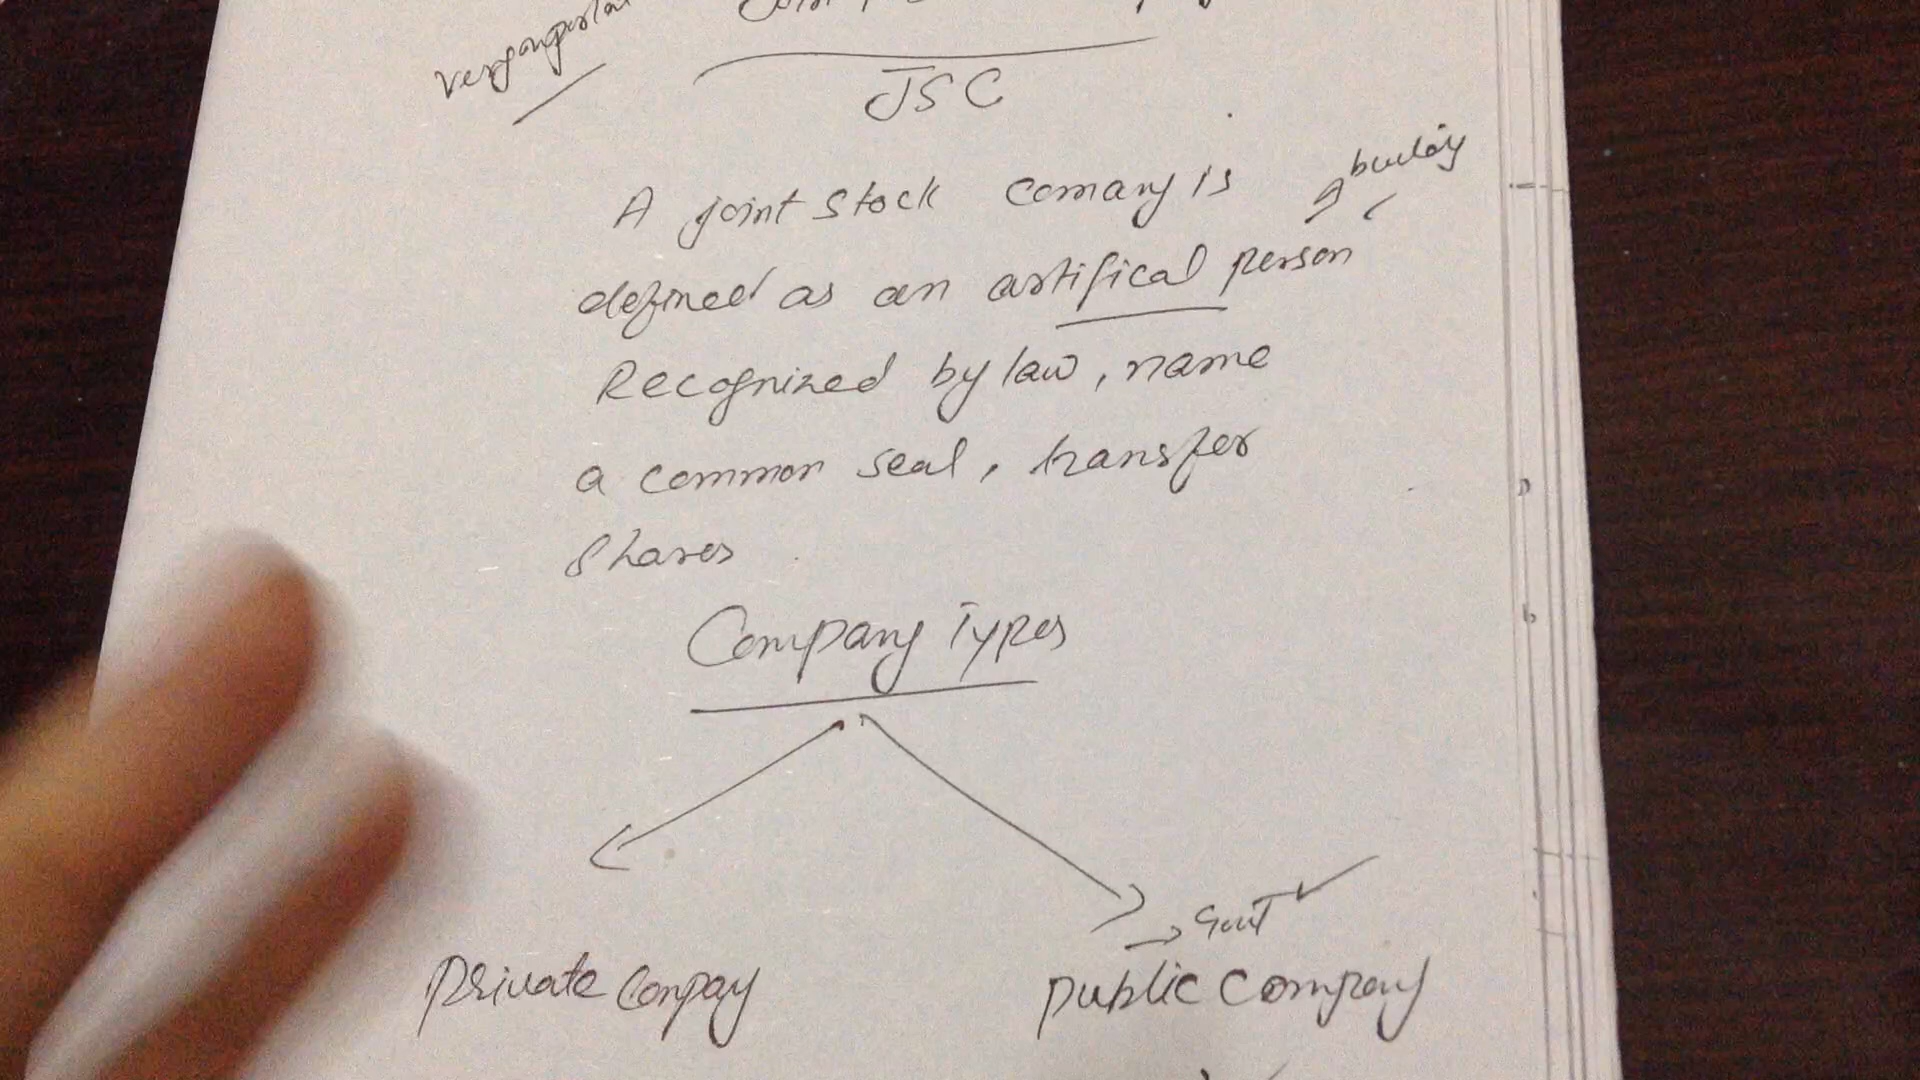 JSC
A joint stock comany is
defined as an artifical person
Recognized by law, name
a common seal, transfer
shares
Company Types
→ Govt
Private Conpay
public Company